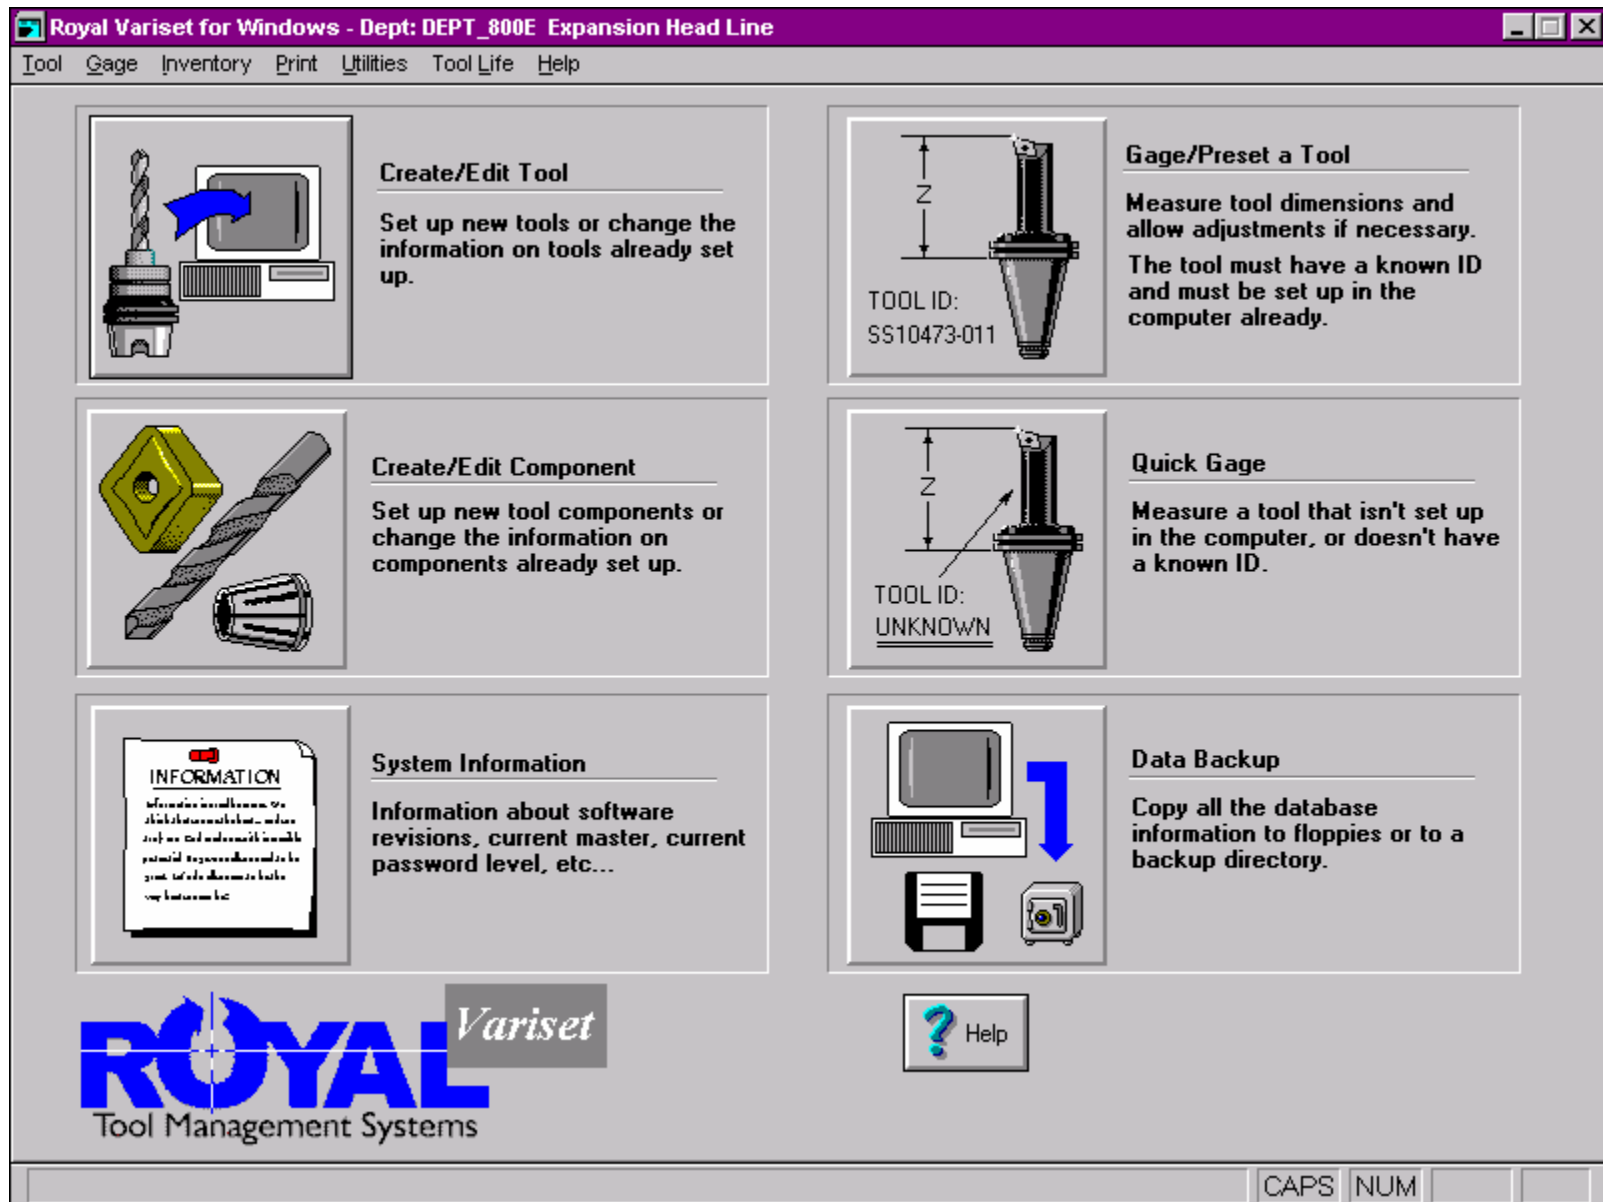 Royal Variset for Windows - Dept: DEPT_800E Expansion Head Line
Tool Gage Inventory Print Utilities Tool Life Help
Create/Edit Tool
Set up new tools or change the
information on tools already set
up.
Z
TOOL ID:
SS10473-011
Gage/Preset a Tool
Measure tool dimensions and
allow adjustments if necessary.
The tool must have a known ID
and must be set up in the
computer already.
Create/Edit Component
Set up new tool components or
change the information on
components already set up.
Z
TOOL ID:
UNKNOWN
Quick Gage
Measure a tool that isn't set up
in the computer, or doesn't have
a known ID.
INFORMATION
System Information
Information about software
revisions, current master, current
password level, etc...
Data Backup
Copy all the database
information to floppies or to a
backup directory.
ROYAL
Variset
Tool Management Systems
? Help
CAPS NUM